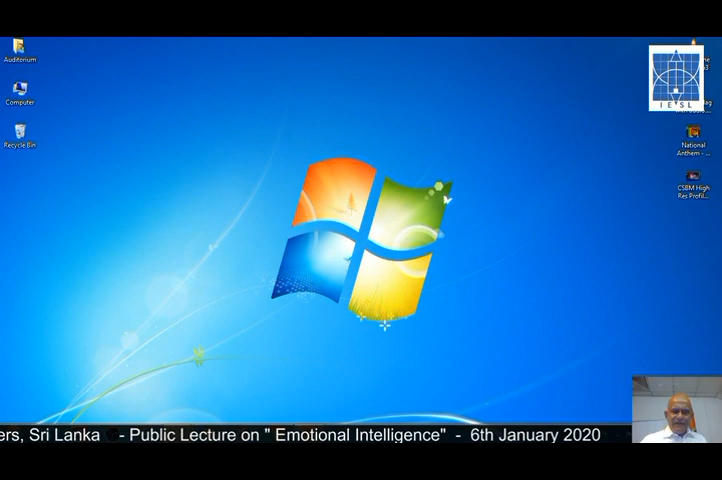 Auditorium
Computer
Recycle Bin
IESL
National
Anthem - ...
CSBM High
Res Profil...
ers, Sri Lanka - Public Lecture on " Emotional Intelligence" - 6th January 2020